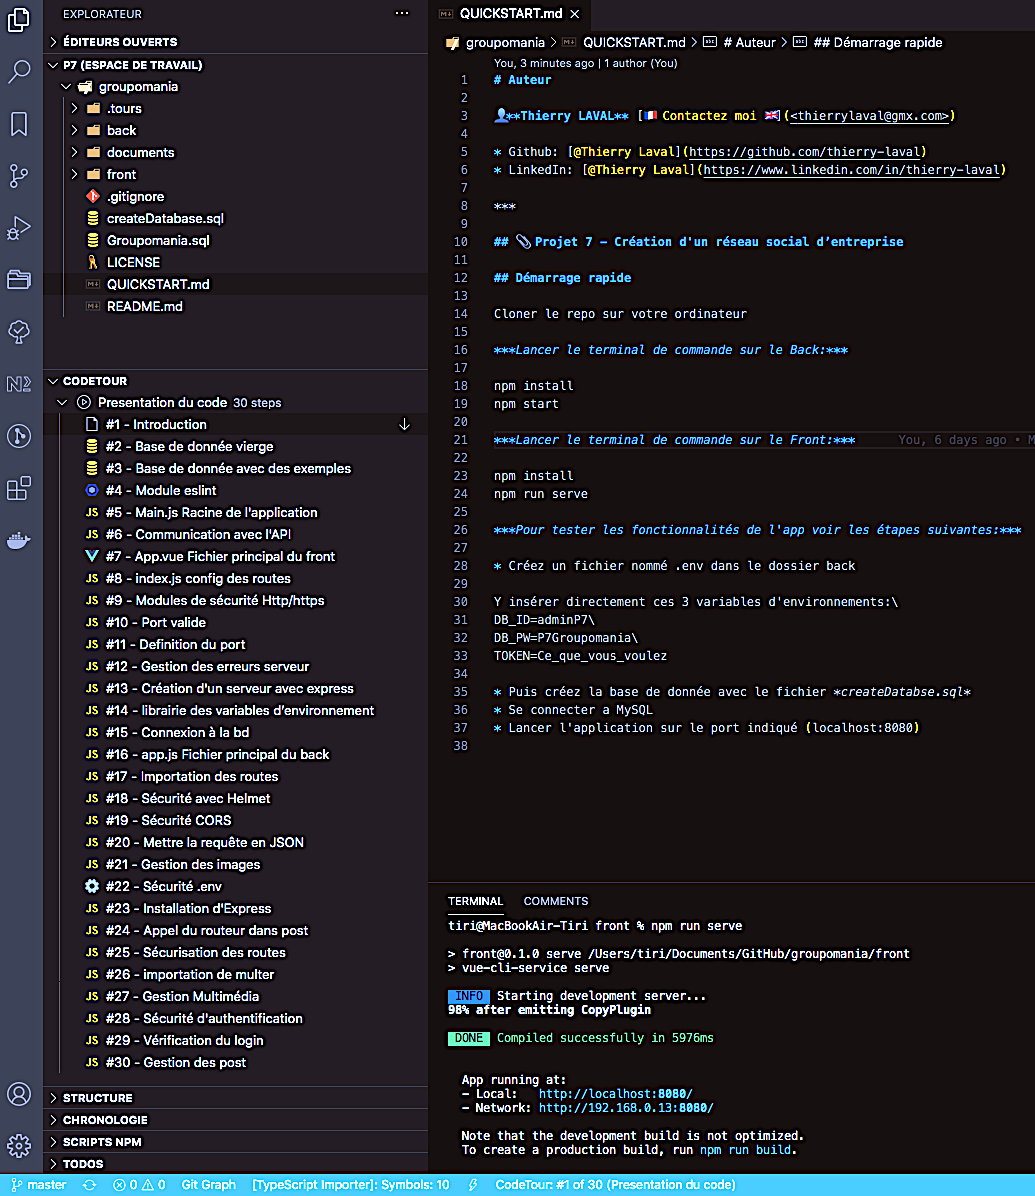 EXPLORATEUR
ÉDITEURS OUVERTS
P7 (ESPACE DE TRAVAIL)
groupomania
.tours
back
documents
front
.gitignore
createDatabase.sql
Groupomania.sql
LICENSE
QUICKSTART.md
README.md
CODETOUR
Presentation du code 30 steps
#1 - Introduction
#2 - Base de donnée vierge
#3 - Base de donnée avec des exemples
#4 - Module eslint
#5 - Main.js Racine de l'application
#6 - Communication avec l'API
#7 - App.vue Fichier principal du front
#8 - index.js config des routes
#9 - Modules de sécurité Http/https
#10 - Port valide
#11 - Definition du port
#12 - Gestion des erreurs serveur
#13 - Création d'un serveur avec express
#14 - librairie des variables d'environnement
#15 - Connexion à la bd
#16 - app.js Fichier principal du back
#17 - Importation des routes
#18 - Sécurité avec Helmet
#19 - Sécurité CORS
#20 - Mettre la requête en JSON
#21 - Gestion des images
#22 - Sécurité .env
#23 - Installation d'Express
#24 - Appel du routeur dans post
#25 - Sécurisation des routes
#26 - importation de multer
#27 - Gestion Multimédia
#28 - Sécurité d'authentification
#29 - Vérification du login
#30 - Gestion des post
STRUCTURE
CHRONOLOGIE
SCRIPTS NPM
TODOS
QUICKSTART.md
groupomania > QUICKSTART.md > # Auteur > ## Démarrage rapide
You, 3 minutes ago | 1 author (You)
1 # Auteur
2
3 👤**Thierry LAVAL** [🇫🇷 Contactez moi 🇬🇧](<thierrylaval@gmx.com>)
4
5 * Github: [@Thierry Laval](https://github.com/thierry-laval)
6 * LinkedIn: [@Thierry Laval](https://www.linkedin.com/in/thierry-laval)
7
8 ***
9
10 ## 📎 Projet 7 - Création d'un réseau social d’entreprise
11
12 ## Démarrage rapide
13
14 Cloner le repo sur votre ordinateur
15
16 ***Lancer le terminal de commande sur le Back:***
17
18 npm install
19 npm start
20
21 ***Lancer le terminal de commande sur le Front:*** You, 6 days ago • M
22
23 npm install
24 npm run serve
25
26 ***Pour tester les fonctionnalités de l'app voir les étapes suivantes:***
27
28 * Créez un fichier nommé .env dans le dossier back
29
30 Y insérer directement ces 3 variables d'environnements:\
31 DB_ID=adminP7\
32 DB_PW=P7Groupomania\
33 TOKEN=Ce_que_vous_voulez
34
35 * Puis créez la base de donnée avec le fichier *createDatabse.sql*
36 * Se connecter a MySQL
37 * Lancer l'application sur le port indiqué (localhost:8080)
38
TERMINAL COMMENTS
tiri@MacBookAir-Tiri front % npm run serve
> front@0.1.0 serve /Users/tiri/Documents/GitHub/groupomania/front
> vue-cli-service serve
INFO Starting development server...
98% after emitting CopyPlugin
DONE Compiled successfully in 5976ms
App running at:
- Local: http://localhost:8080/
- Network: http://192.168.0.13:8080/
Note that the development build is not optimized.
To create a production build, run npm run build.
master 0 0 Git Graph [TypeScript Importer]: Symbols: 10 CodeTour: #1 of 30 (Presentation du code)